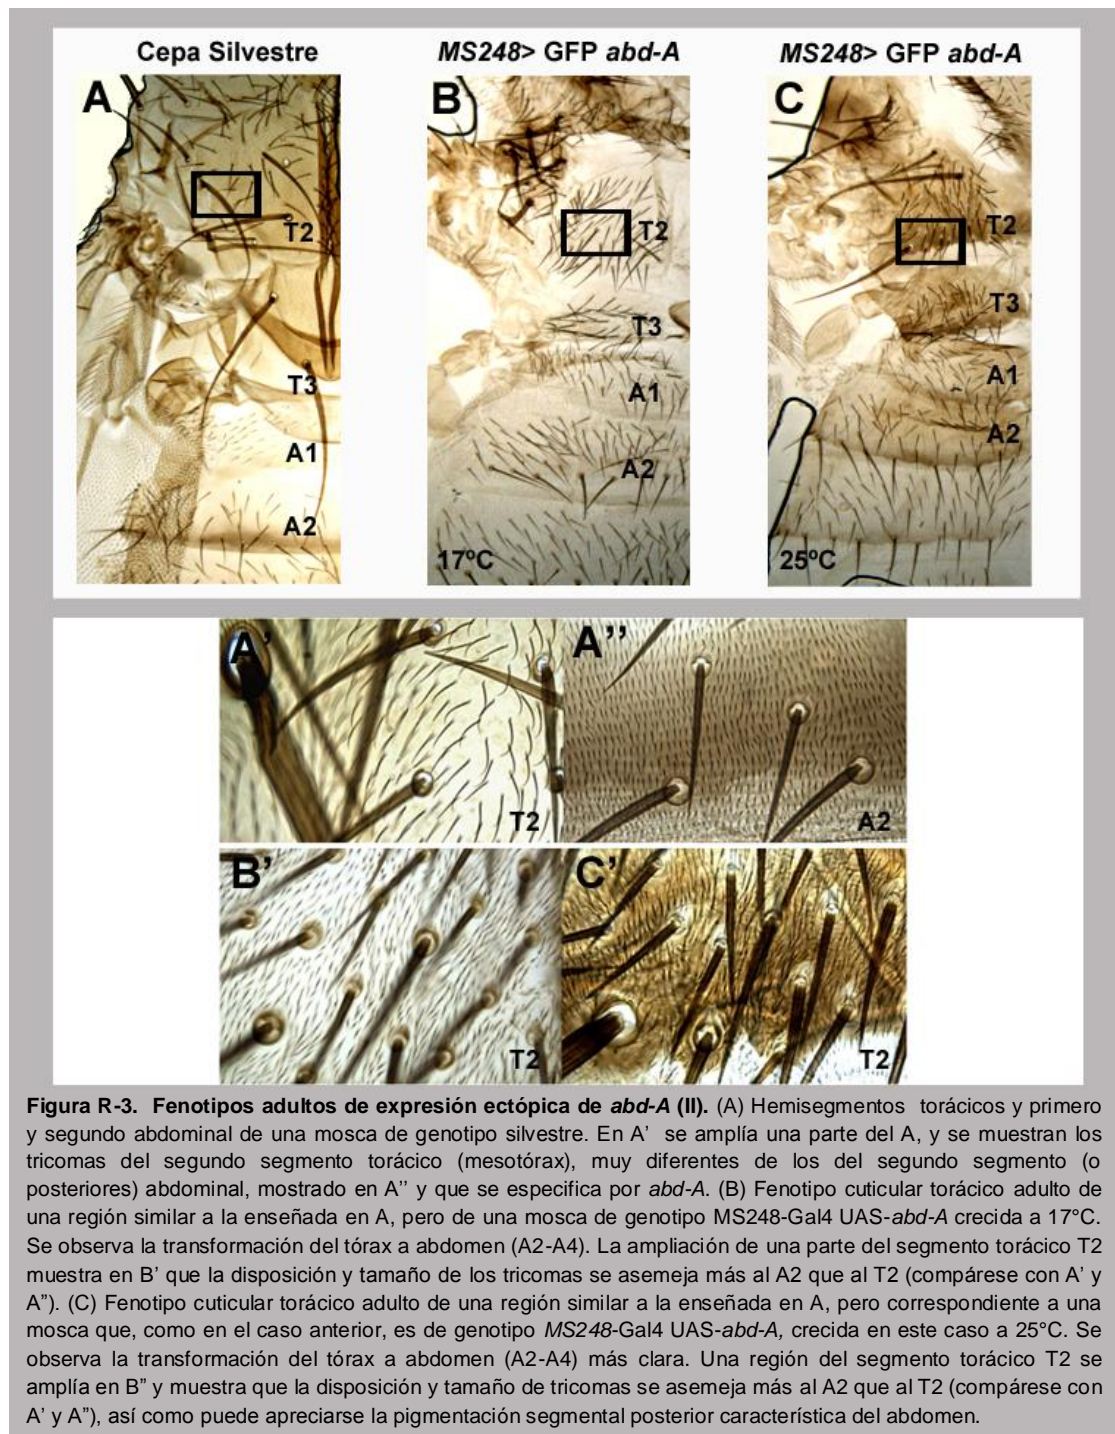 Cepa Silvestre MS248> GFP abd-A MS248> GFP abd-A
A B C
T2 T2 T2
T3 T3 T3
A1 A1 A1
A2 A2 A2
17ºC 25ºC
A’ A’’
T2 A2
B’ C’
T2 T2
Figura R-3. Fenotipos adultos de expresión ectópica de abd-A (II). (A) Hemisegmentos torácicos y primero
y segundo abdominal de una mosca de genotipo silvestre. En A’ se amplía una parte del A, y se muestran los
tricomas del segundo segmento torácico (mesotórax), muy diferentes de los del segundo segmento (o
posteriores) abdominal, mostrado en A’’ y que se especifica por abd-A. (B) Fenotipo cuticular torácico adulto de
una región similar a la enseñada en A, pero de una mosca de genotipo MS248-Gal4 UAS-abd-A crecida a 17°C.
Se observa la transformación del tórax a abdomen (A2-A4). La ampliación de una parte del segmento torácico T2
muestra en B’ que la disposición y tamaño de los tricomas se asemeja más al A2 que al T2 (compárese con A’ y
A”). (C) Fenotipo cuticular torácico adulto de una región similar a la enseñada en A, pero correspondiente a una
mosca que, como en el caso anterior, es de genotipo MS248-Gal4 UAS-abd-A, crecida en este caso a 25°C. Se
observa la transformación del tórax a abdomen (A2-A4) más clara. Una región del segmento torácico T2 se
amplía en B” y muestra que la disposición y tamaño de tricomas se asemeja más al A2 que al T2 (compárese con
A’ y A”), así como puede apreciarse la pigmentación segmental posterior característica del abdomen.